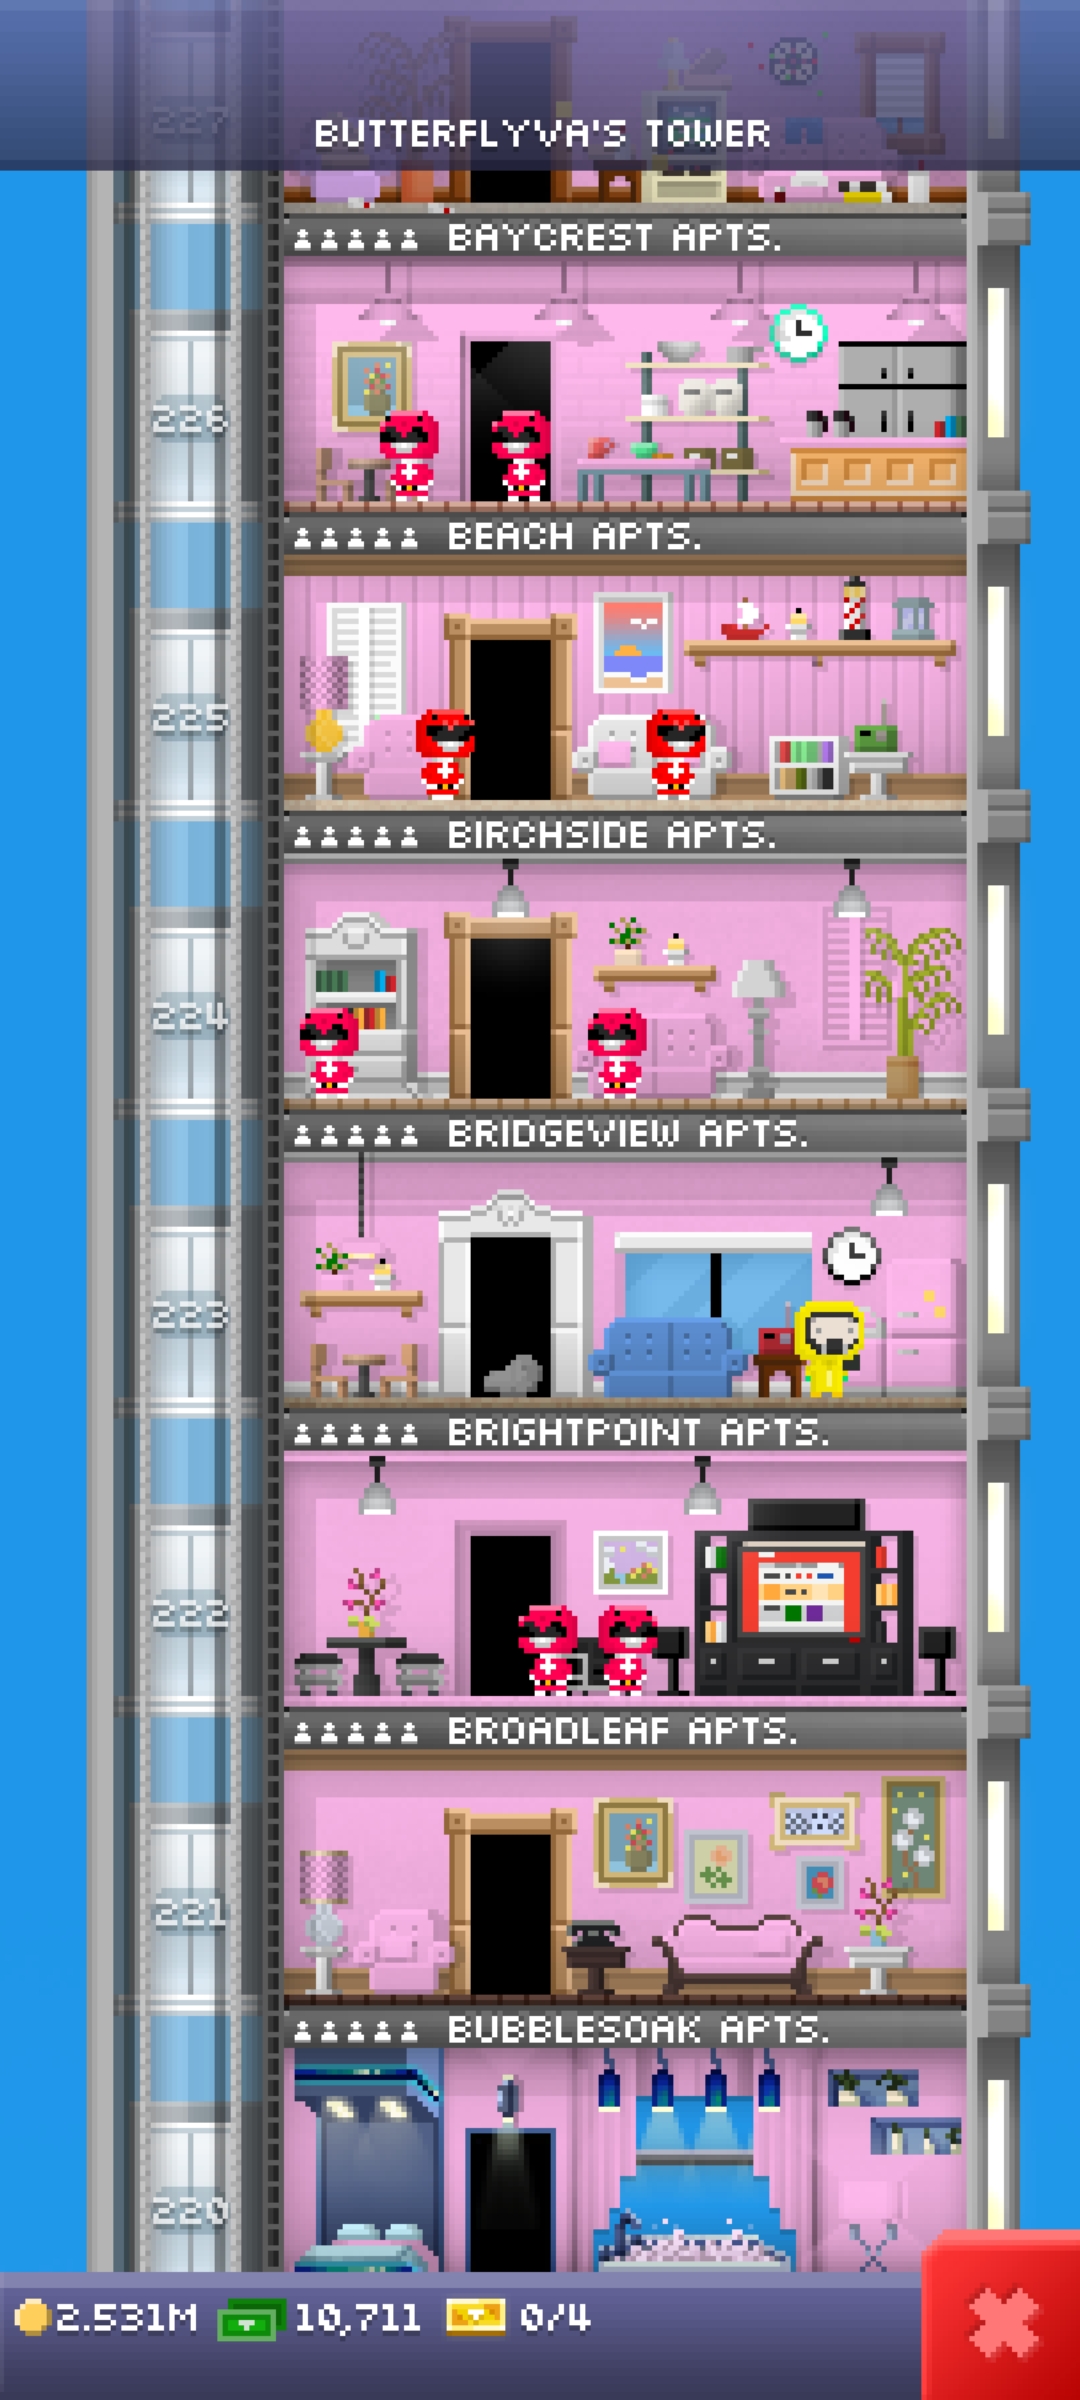 227
BUTTERFLYVA'S TOWER
BAYCREST APTS.
226
BEACH APTS.
225
BIRCHSIDE APTS.
224
BRIDGEVIEW APTS.
223
BRIGHTPOINT APTS.
222
BROADLEAF APTS.
221
BUBBLESOAK APTS.
220
2.531M 10,711 0/4